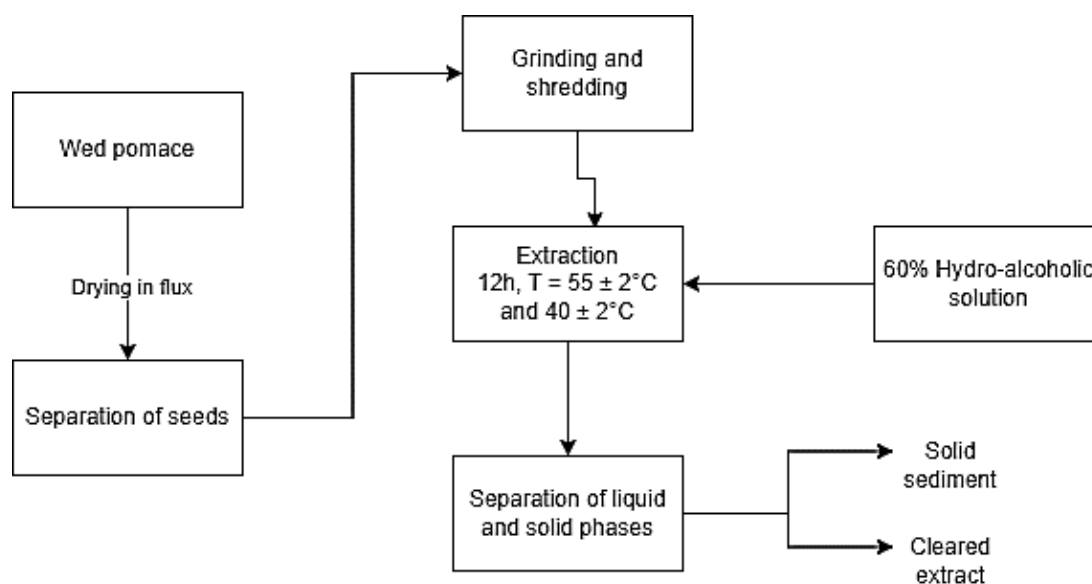 Wed pomace
Drying in flux
Separation of seeds
Grinding and
shredding
Extraction
12h, T = 55 ± 2°C
and 40 ± 2°C
60% Hydro-alcoholic
solution
Separation of liquid
and solid phases
Solid
sediment
Cleared
extract